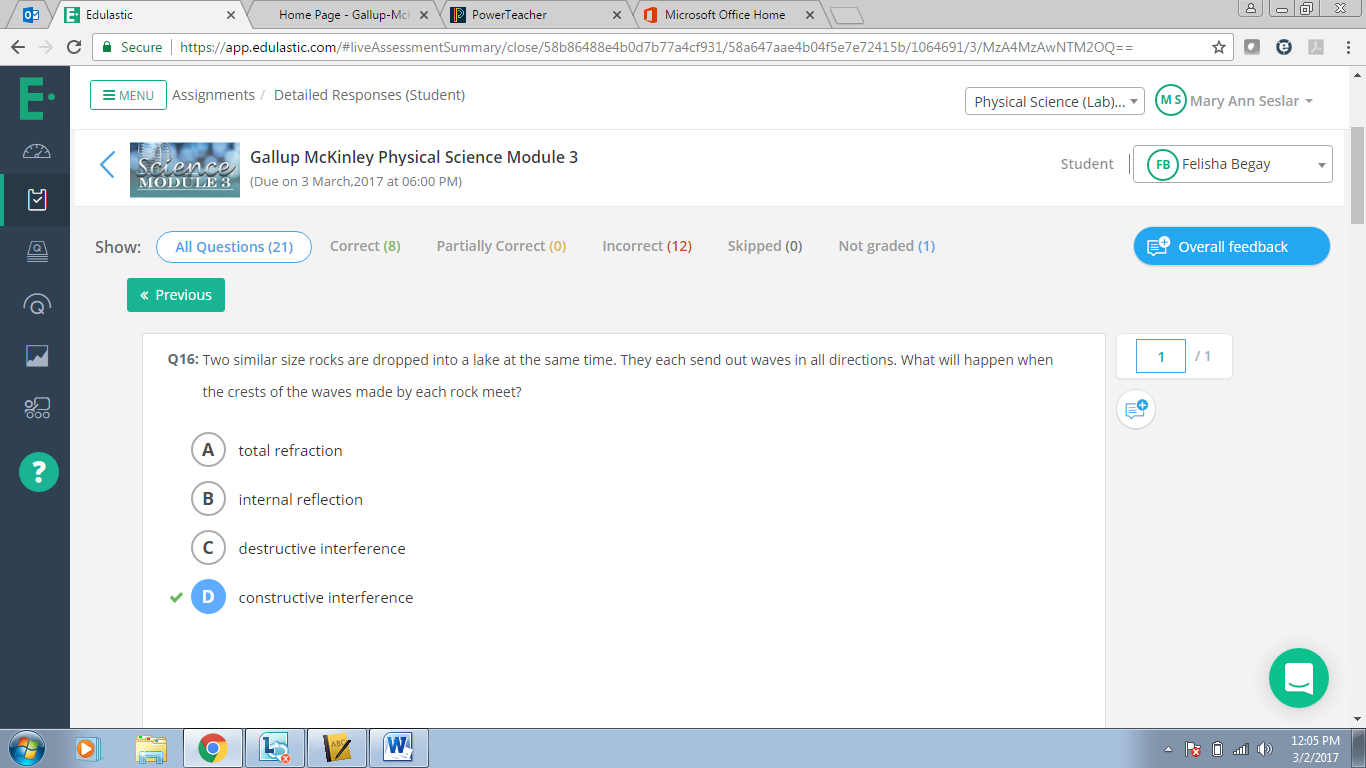 Edulastic
Home Page - Gallup-McK
PowerTeacher
Microsoft Office Home
Secure
https://app.edulastic.com/#liveAssessmentSummary/close/58b86488e4b0d7b77a4cf931/58a647aae4b04f5e7e72415b/1064691/3/MzA4MzAwNTM2OQ==
E
MENU
Assignments / Detailed Responses (Student)
Physical Science (Lab)...
MS
Mary Ann Seslar
Science
MODULE 3
Gallup McKinley Physical Science Module 3
(Due on 3 March,2017 at 06:00 PM)
Student
FB
Felisha Begay
Show:
All Questions (21)
Correct (8)
Partially Correct (0)
Incorrect (12)
Skipped (0)
Not graded (1)
Overall feedback
« Previous
Q16: Two similar size rocks are dropped into a lake at the same time. They each send out waves in all directions. What will happen when
the crests of the waves made by each rock meet?
1 / 1
A total refraction
B internal reflection
C destructive interference
D constructive interference
?
12:05 PM
3/2/2017